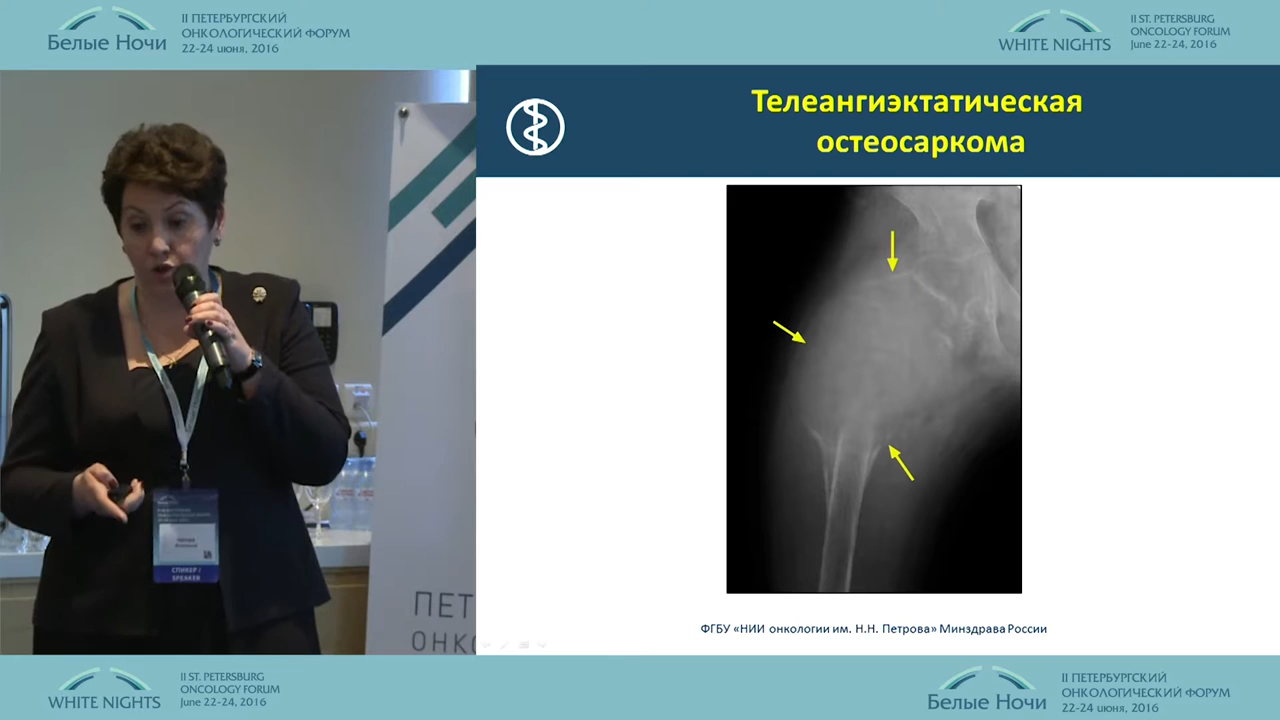 Белые Ночи
II ПЕТЕРБУРГСКИЙ
ОНКОЛОГИЧЕСКИЙ ФОРУМ
22-24 июня, 2016
WHITE NIGHTS
II ST. PETERSBURG
ONCOLOGY FORUM
June 22-24, 2016
Телеангиэктатическая
остеосаркома
СПИКЕР /
SPEAKER
ПЕТ
ОНКО
ФГБУ «НИИ онкологии им. Н.Н. Петрова» Минздрава России
WHITE NIGHTS
II ST. PETERSBURG
ONCOLOGY FORUM
June 22-24, 2016
Белые Ночи
II ПЕТЕРБУРГСКИЙ
ОНКОЛОГИЧЕСКИЙ ФОРУМ
22-24 июня, 2016